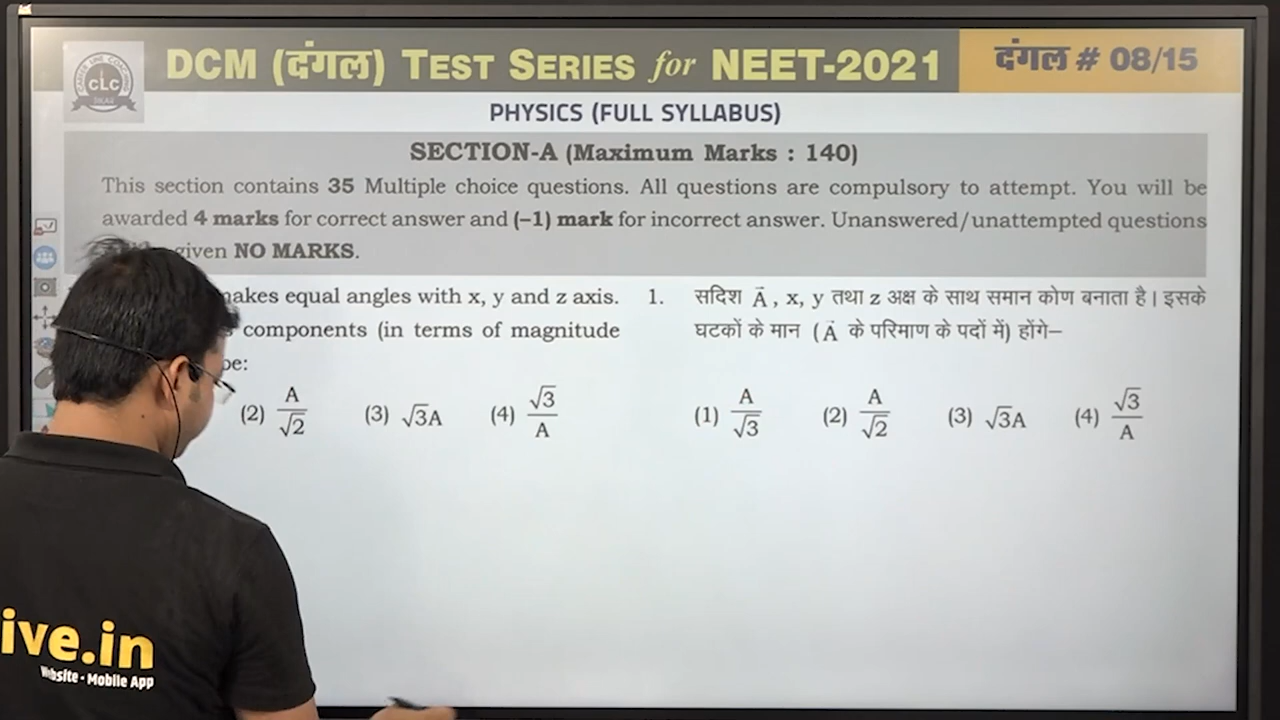 DCM (दंगल) TEST SERIES for NEET-2021
दंगल # 08/15
CLC
PHYSICS (FULL SYLLABUS)
SECTION-A (Maximum Marks : 140)
This section contains 35 Multiple choice questions. All questions are compulsory to attempt. You will be
awarded 4 marks for correct answer and (–1) mark for incorrect answer. Unanswered/unattempted questions
given NO MARKS.
makes equal angles with x, y and z axis.
components (in terms of magnitude
be:
(2) A/√2 (3) √3A (4) √3/A
1. सदिश A⃗, x, y तथा z अक्ष के साथ समान कोण बनाता है। इसके
घटकों के मान (A⃗ के परिमाण के पदों में) होंगे–
(1) A/√3 (2) A/√2 (3) √3A (4) √3/A
ive.in
Website - Mobile App